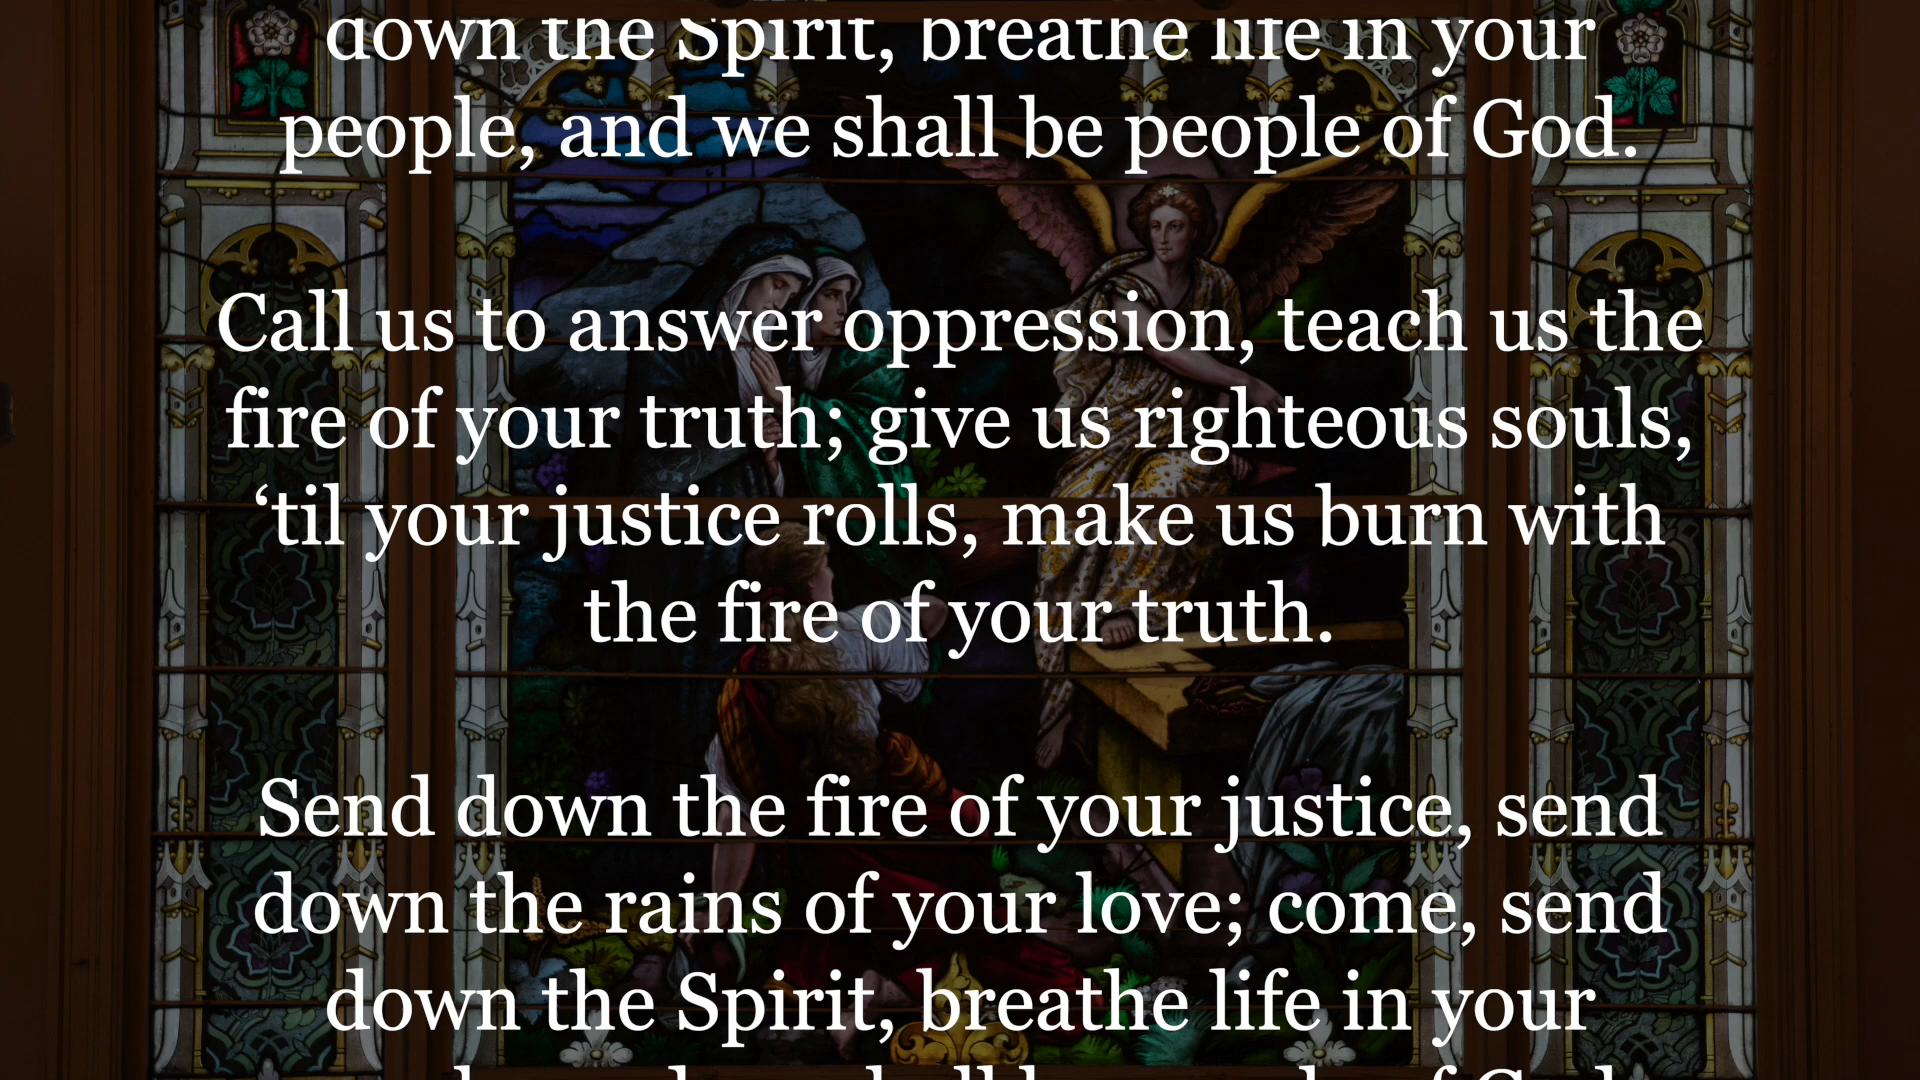 down the Spirit, breathe life in your
people, and we shall be people of God.
Call us to answer oppression, teach us the
fire of your truth; give us righteous souls,
‘til your justice rolls, make us burn with
the fire of your truth.
Send down the fire of your justice, send
down the rains of your love; come, send
down the Spirit, breathe life in your